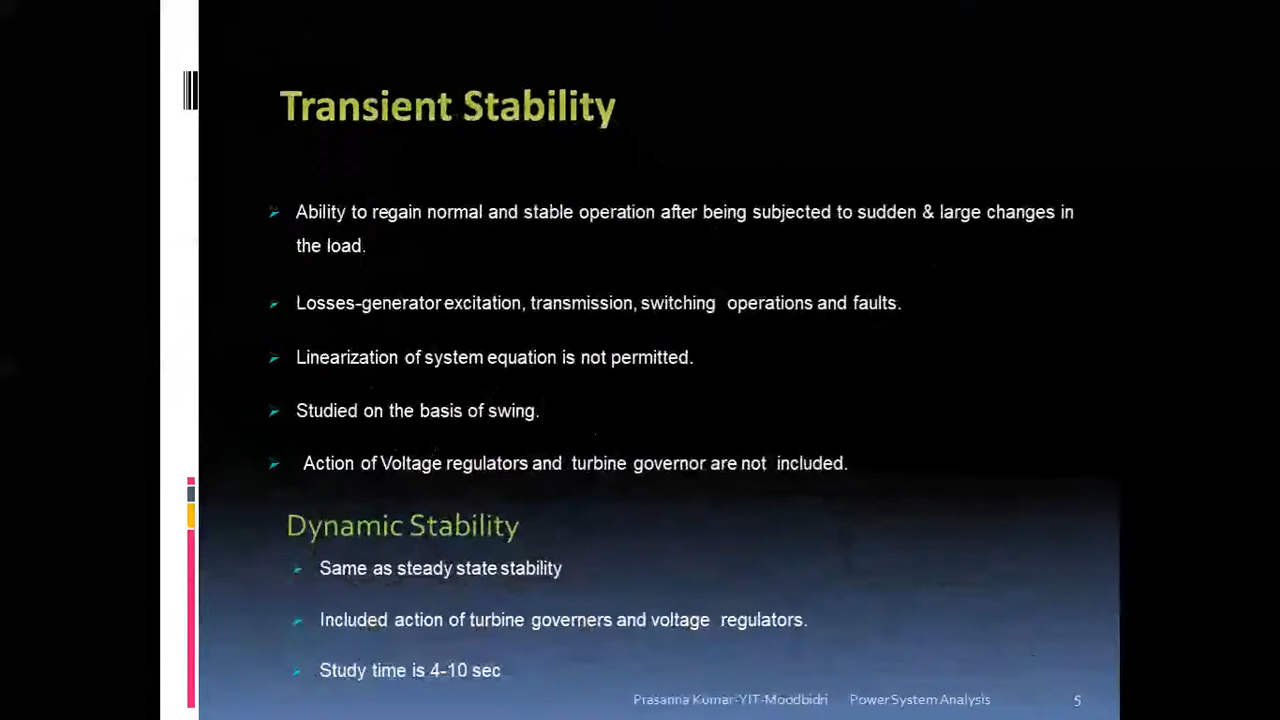 Transient Stability
Ability to regain normal and stable operation after being subjected to sudden & large changes in
the load.
Losses-generator excitation, transmission, switching operations and faults.
Linearization of system equation is not permitted.
Studied on the basis of swing.
Action of Voltage regulators and turbine governor are not included.
Dynamic Stability
Same as steady state stability
Included action of turbine governers and voltage regulators.
Study time is 4-10 sec
Prasanna Kumar-YIT-Moodbidri Power System Analysis 5